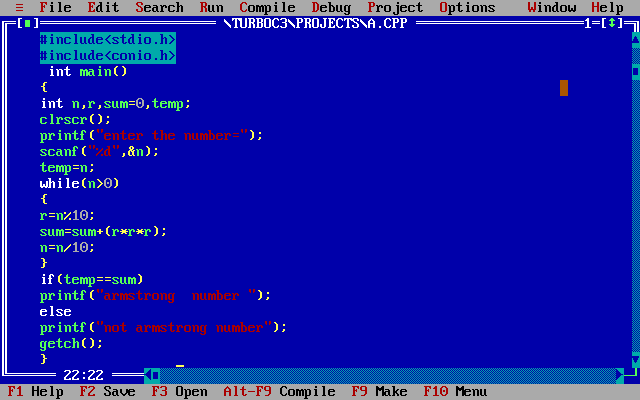 ≡ File Edit Search Run Compile Debug Project Options Window Help
[■] \TURBOC3\PROJECTS\A.CPP 1=[↕]
#include<stdio.h>
#include<conio.h>
int main()
{
int n,r,sum=0,temp;
clrscr();
printf("enter the number=");
scanf("%d",&n);
temp=n;
while(n>0)
{
r=n%10;
sum=sum+(r*r*r);
n=n/10;
}
if(temp==sum)
printf("armstrong  number ");
else
printf("not armstrong number");
getch();
}
22:22
F1 Help F2 Save F3 Open Alt-F9 Compile F9 Make F10 Menu